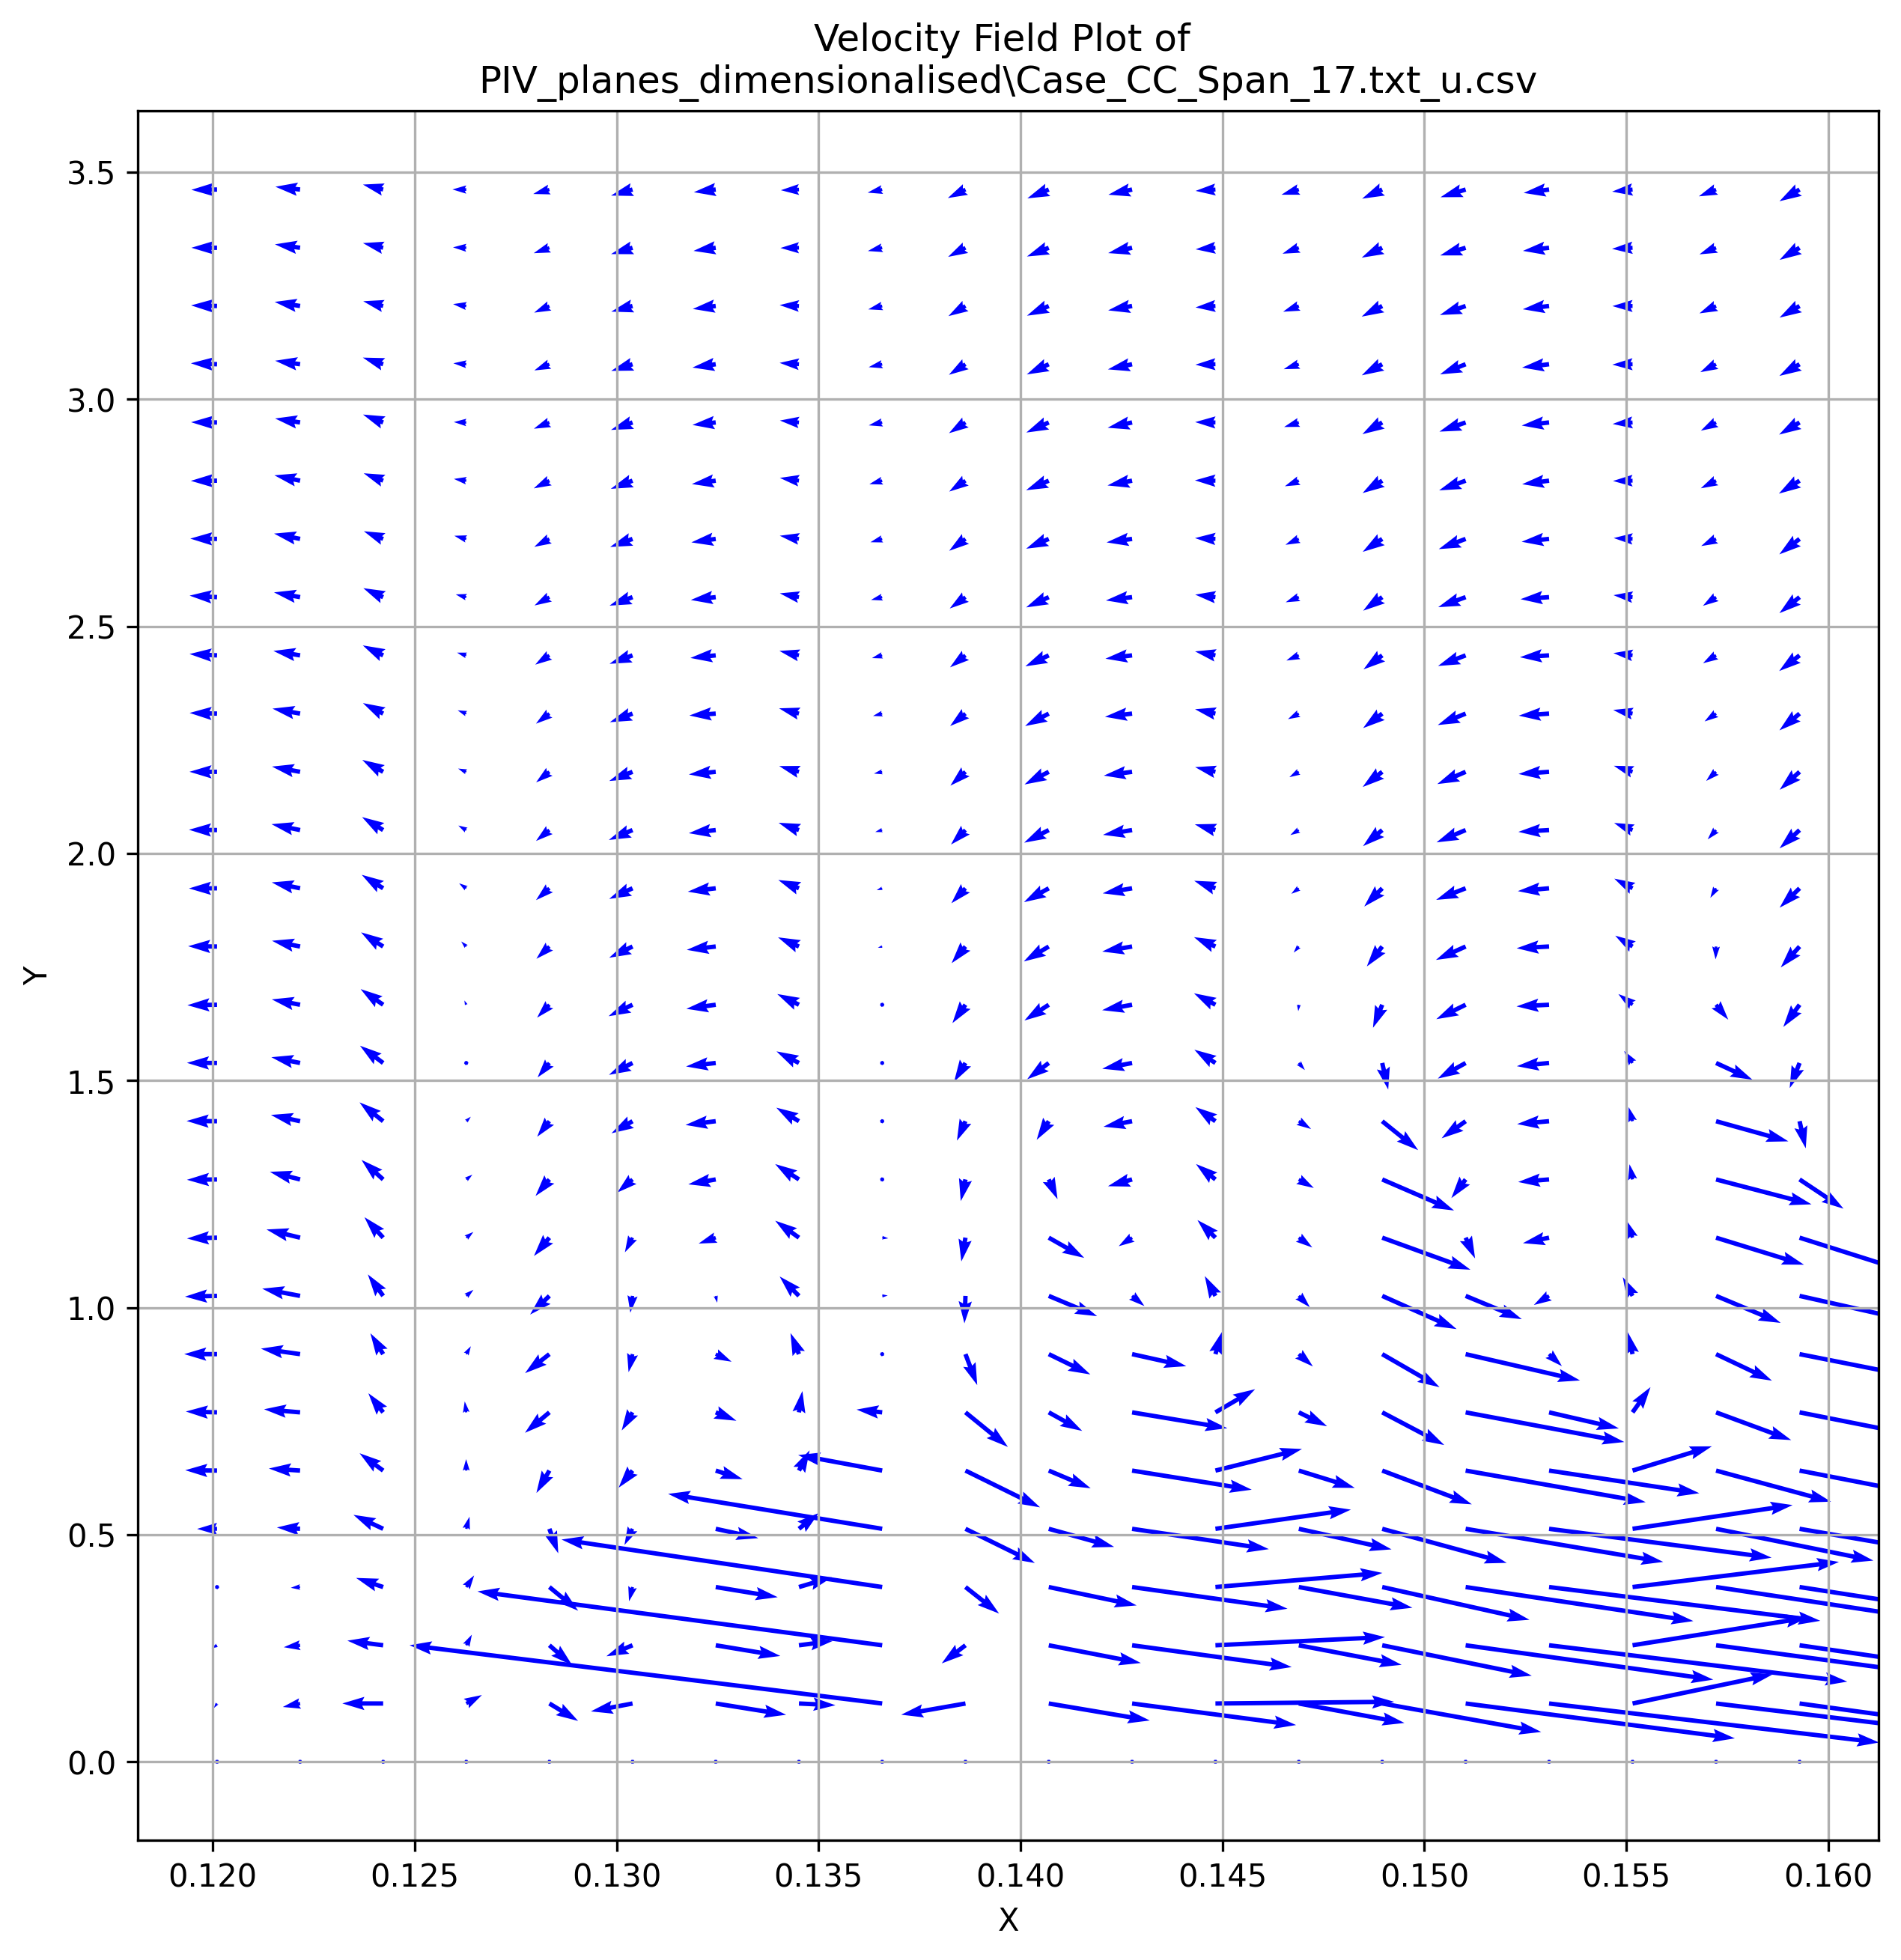 Velocity Field Plot of
PIV_planes_dimensionalised\Case_CC_Span_17.txt_u.csv
3.5
3.0
2.5
2.0
1.5
1.0
0.5
0.0
Y
0.120 0.125 0.130 0.135 0.140 0.145 0.150 0.155 0.160
X